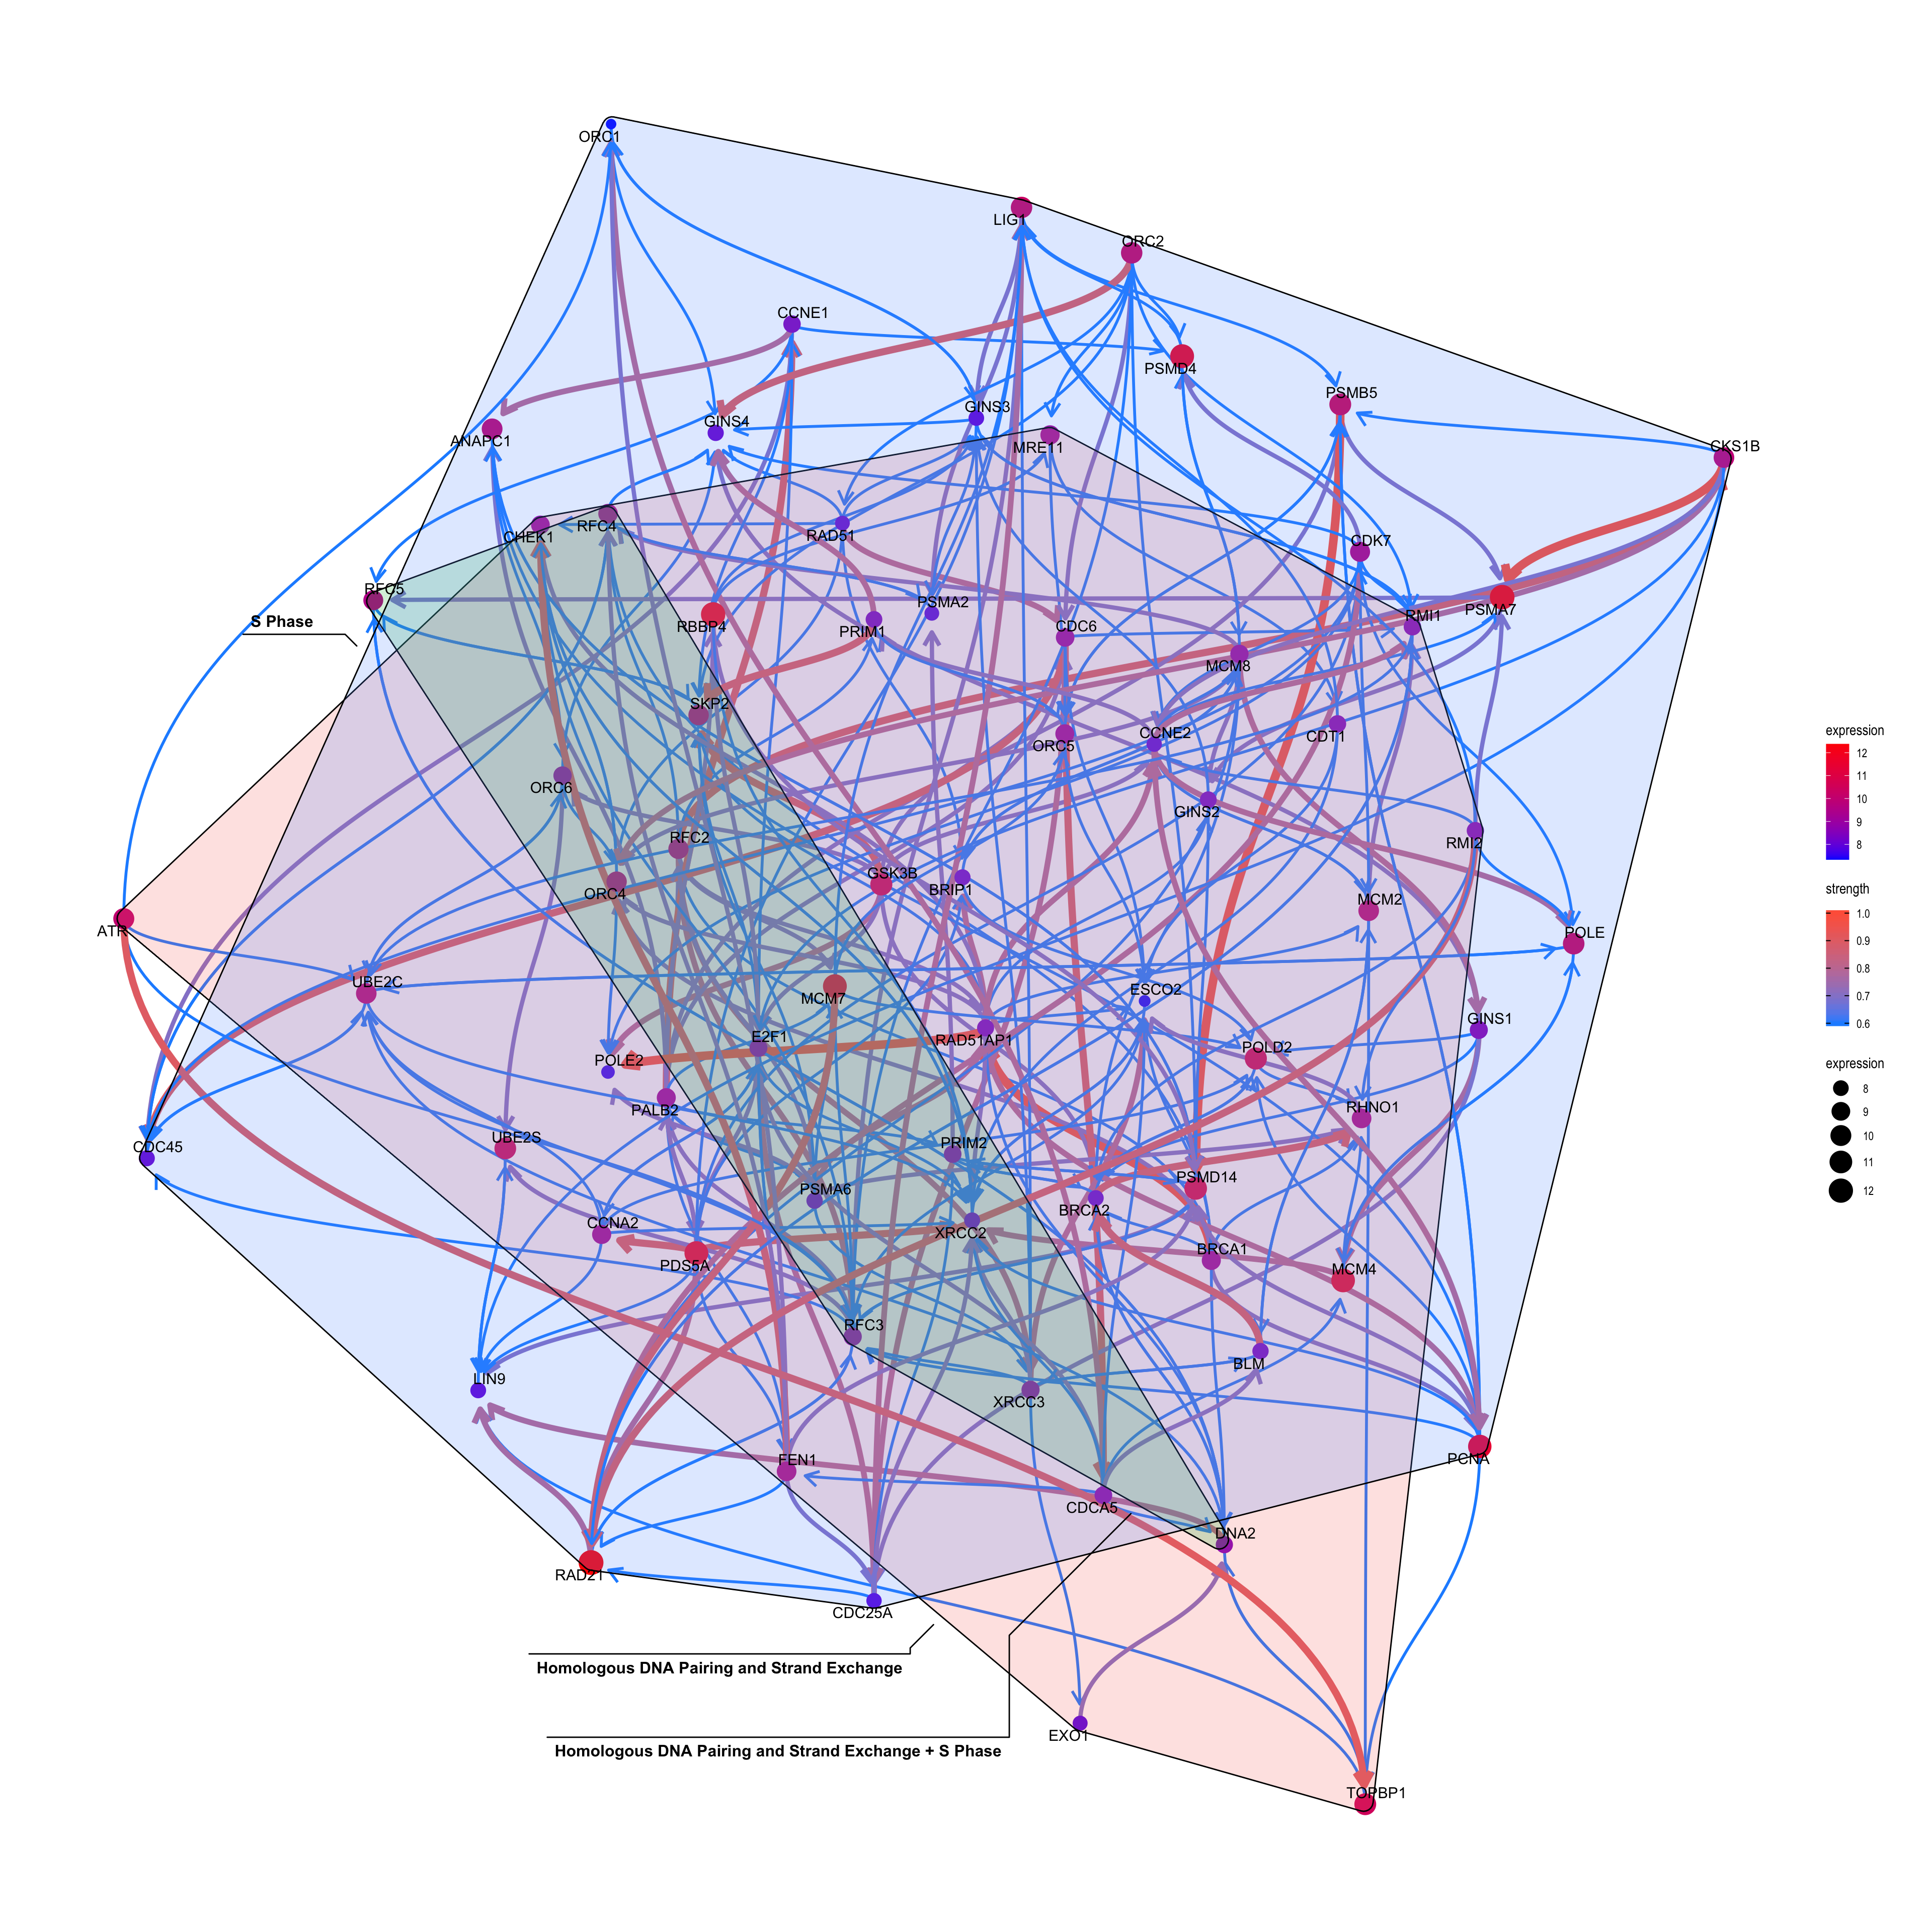 ORC1
LIG1
ORC2
CCNE1
PSMD4
PSMB5
GINS3
GINS4
ANAPC1
MRE11
CKS1B
RFC4
CHEK1
RAD51
CDK7
RFC5
PSMA2
PSMA7
RMI1
S Phase
RBBP4
PRIM1
CDC6
MCM8
SKP2
CCNE2
CDT1
ORC5
expression
12
11
10
9
8
ORC6
GINS2
RFC2
RMI2
GSK3B
BRIP1
strength
1.0
0.9
0.8
0.7
0.6
ORC4
MCM2
ATR
POLE
UBE2C
ESCO2
MCM7
GINS1
E2F1
RAD51AP1
POLD2
POLE2
expression
8
9
10
11
12
PALB2
RHNO1
UBE2S
CDC45
PRIM2
PSMD14
PSMA6
BRCA2
CCNA2
XRCC2
BRCA1
PDS5A
MCM4
RFC3
BLM
LIN9
XRCC3
FEN1
PCNA
CDCA5
DNA2
RAD21
CDC25A
Homologous DNA Pairing and Strand Exchange
EXO1
Homologous DNA Pairing and Strand Exchange + S Phase
TOPBP1